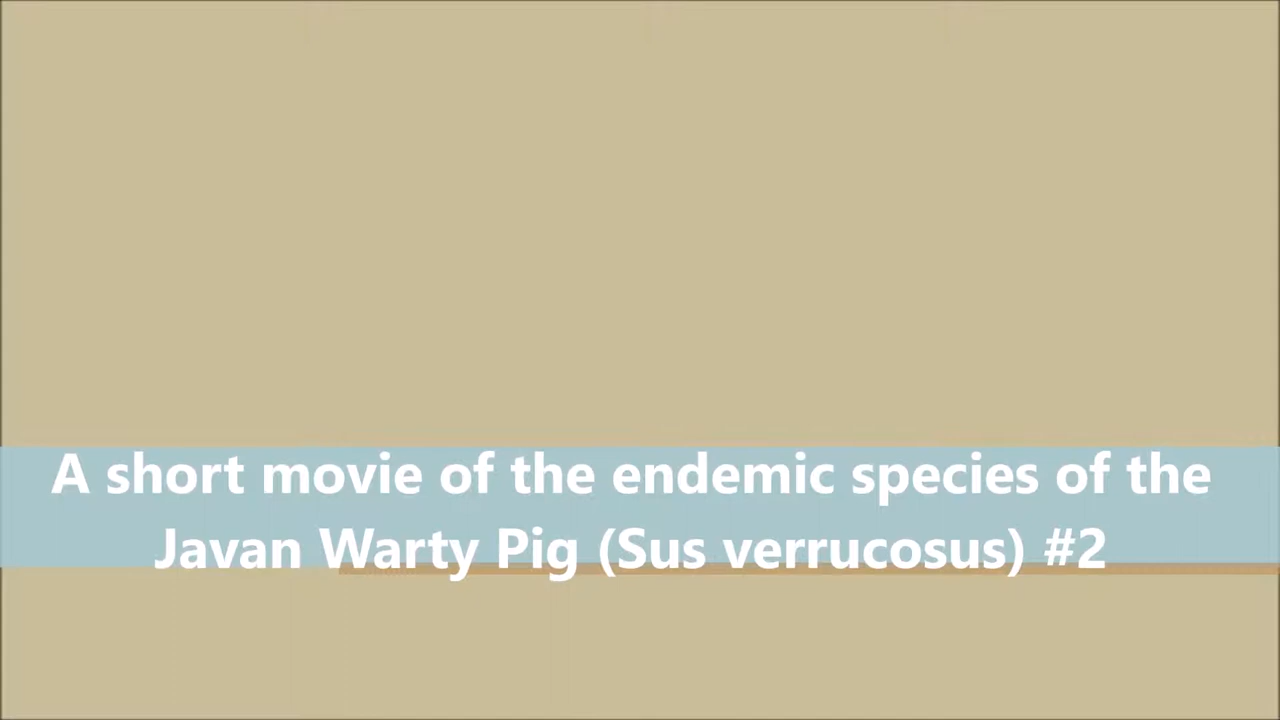 A short movie of the endemic species of the
Javan Warty Pig (Sus verrucosus) #2